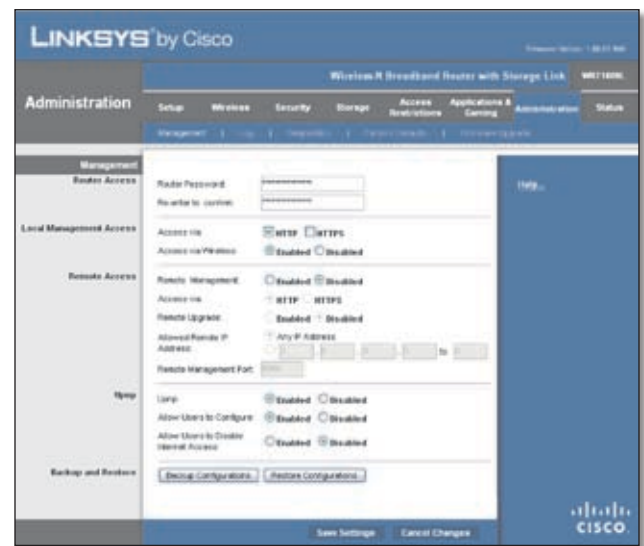 LINKSYS by Cisco
Wireless-N Broadband Router with Storage Link
Administration
Setup Wireless Security Storage Access Restrictions Applications & Gaming Administration Status
Management
Management
Help...
Router Access
Router Password:
Re-enter to confirm:
Local Management Access
Access via: HTTP HTTPS
Access via Wireless: Enabled Disabled
Remote Access
Remote Management: Enabled Disabled
Access via: HTTP HTTPS
Remote Upgrade: Enabled Disabled
Allowed Remote IP Address: Any IP Address
to
Remote Management Port:
Upnp
Upnp: Enabled Disabled
Allow Users to Configure: Enabled Disabled
Allow Users to Disable Internet Access: Enabled Disabled
Backup and Restore
Backup Configurations Restore Configurations
Save Settings Cancel Changes
CISCO